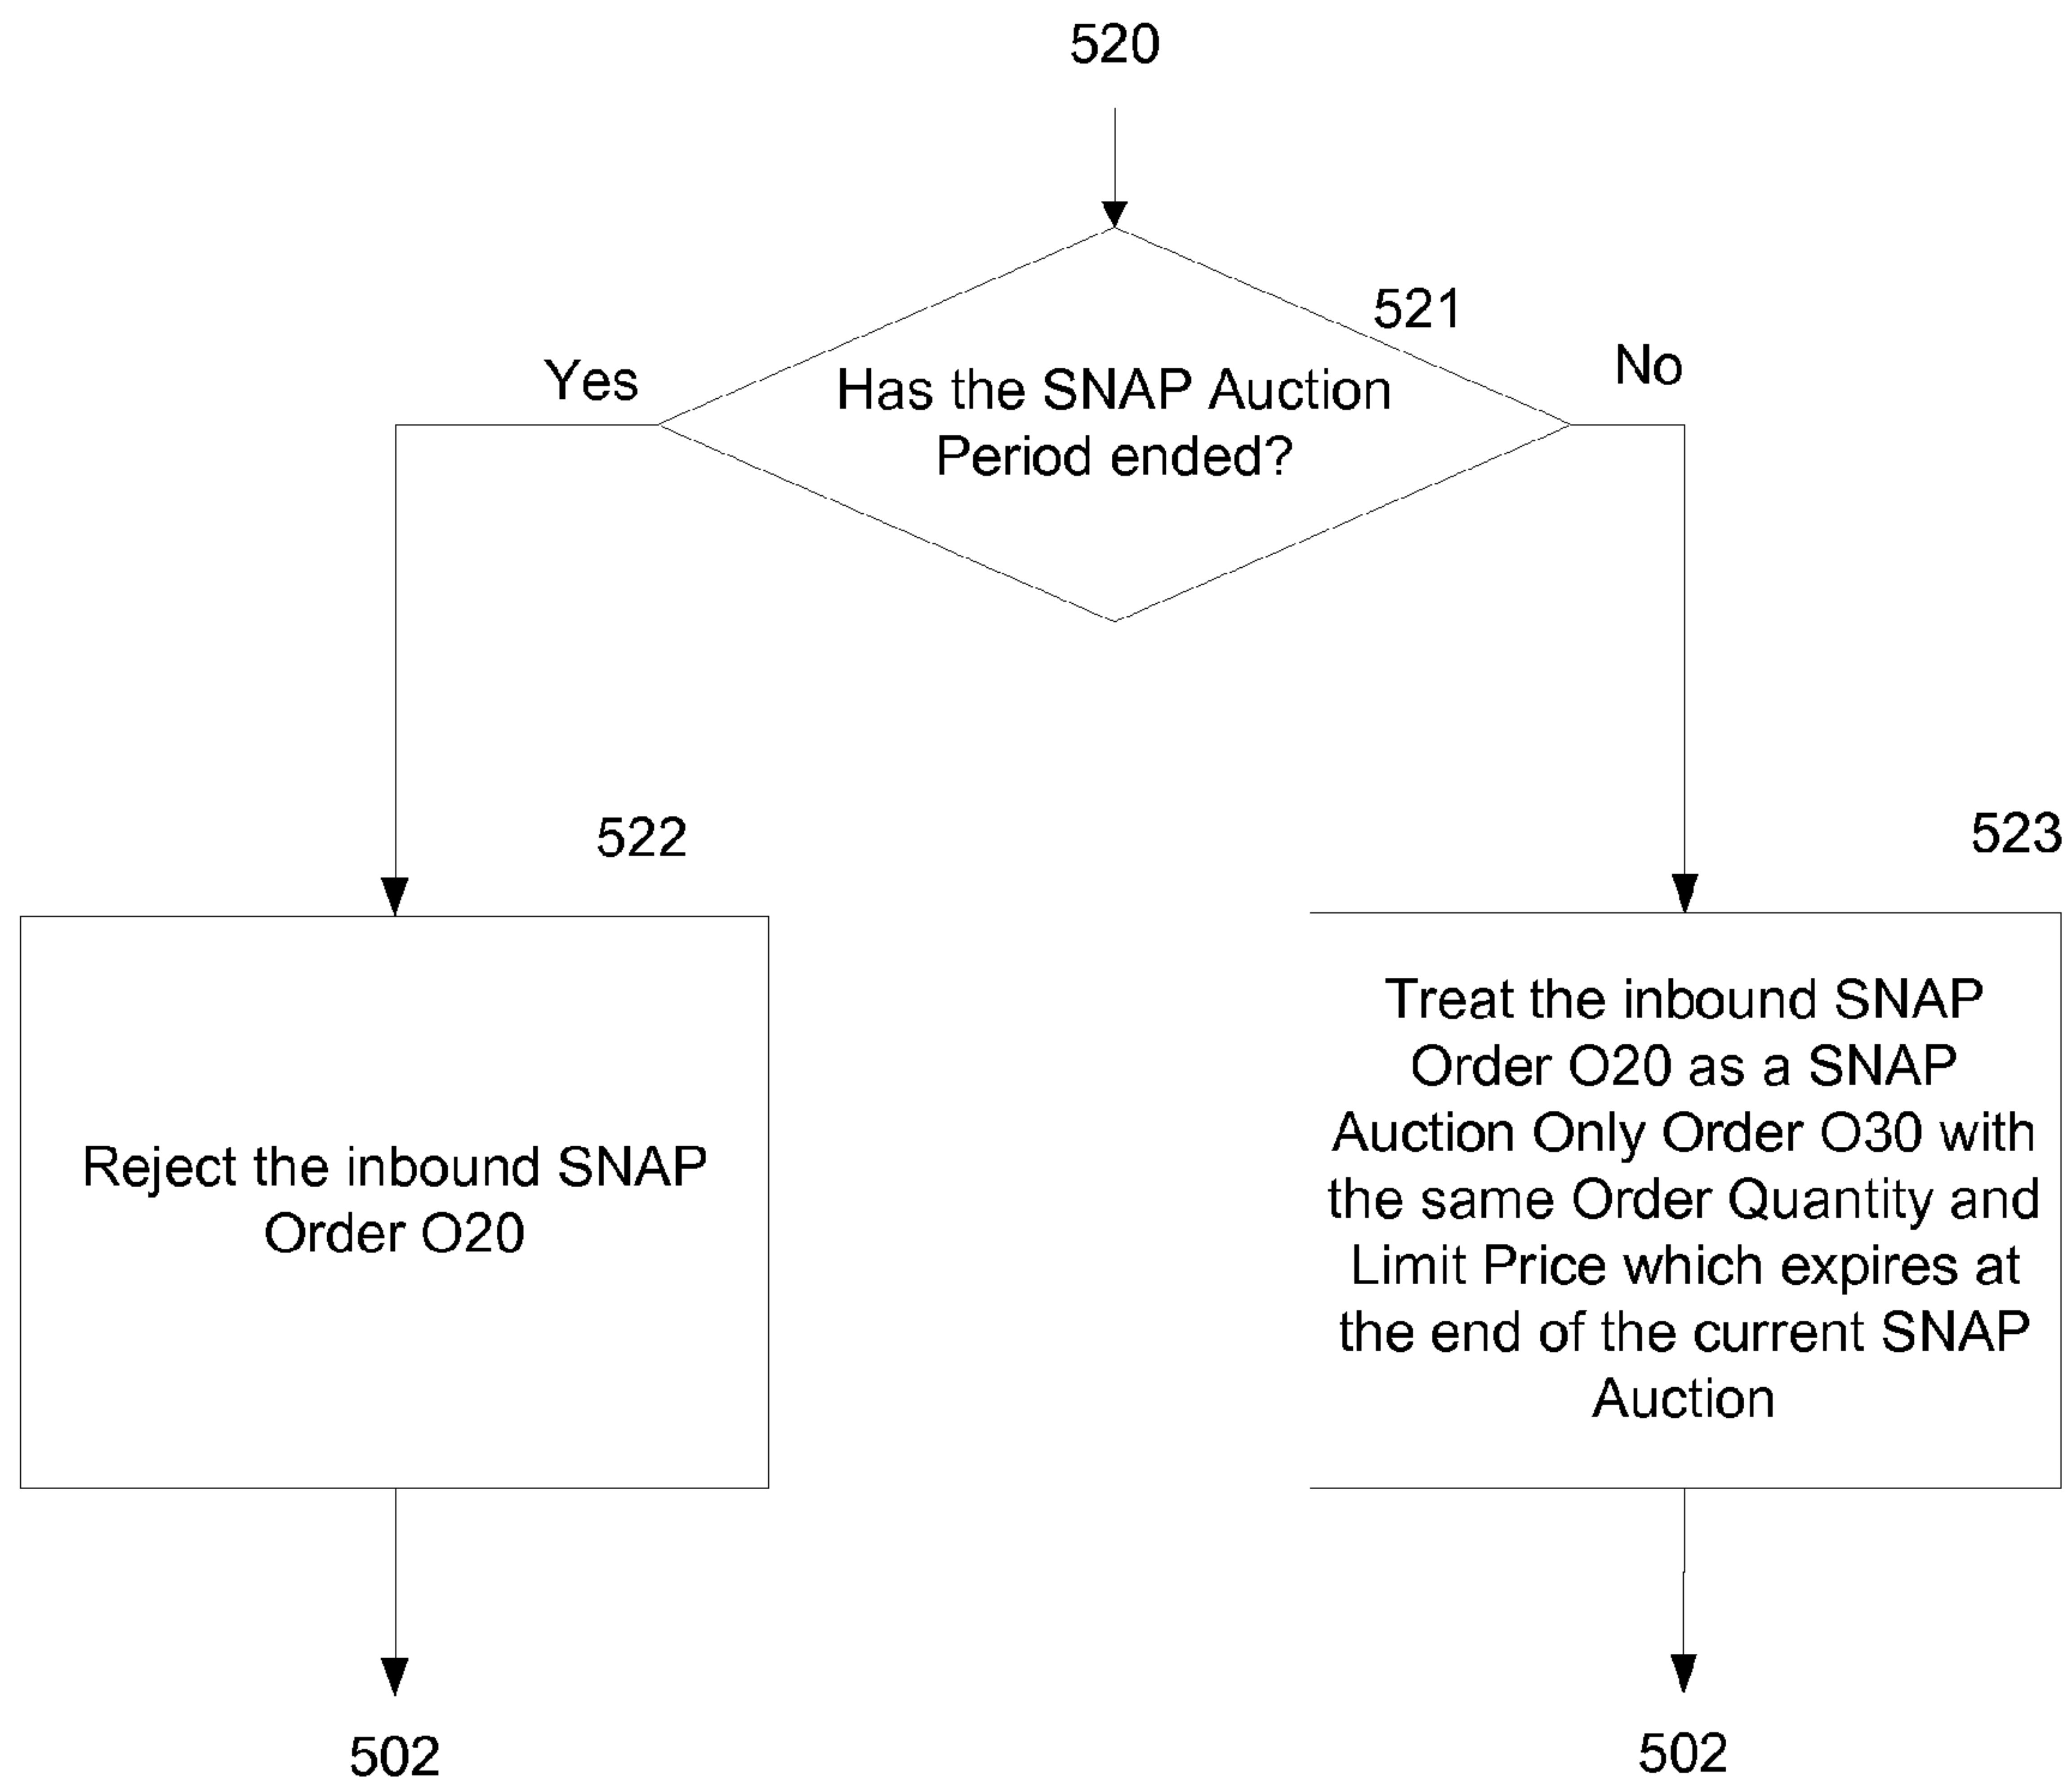 520
521
Yes
No
Has the SNAP Auction
Period ended?
522
523
Reject the inbound SNAP
Order O20
Treat the inbound SNAP
Order O20 as a SNAP
Auction Only Order O30 with
the same Order Quantity and
Limit Price which expires at
the end of the current SNAP
Auction
502
502